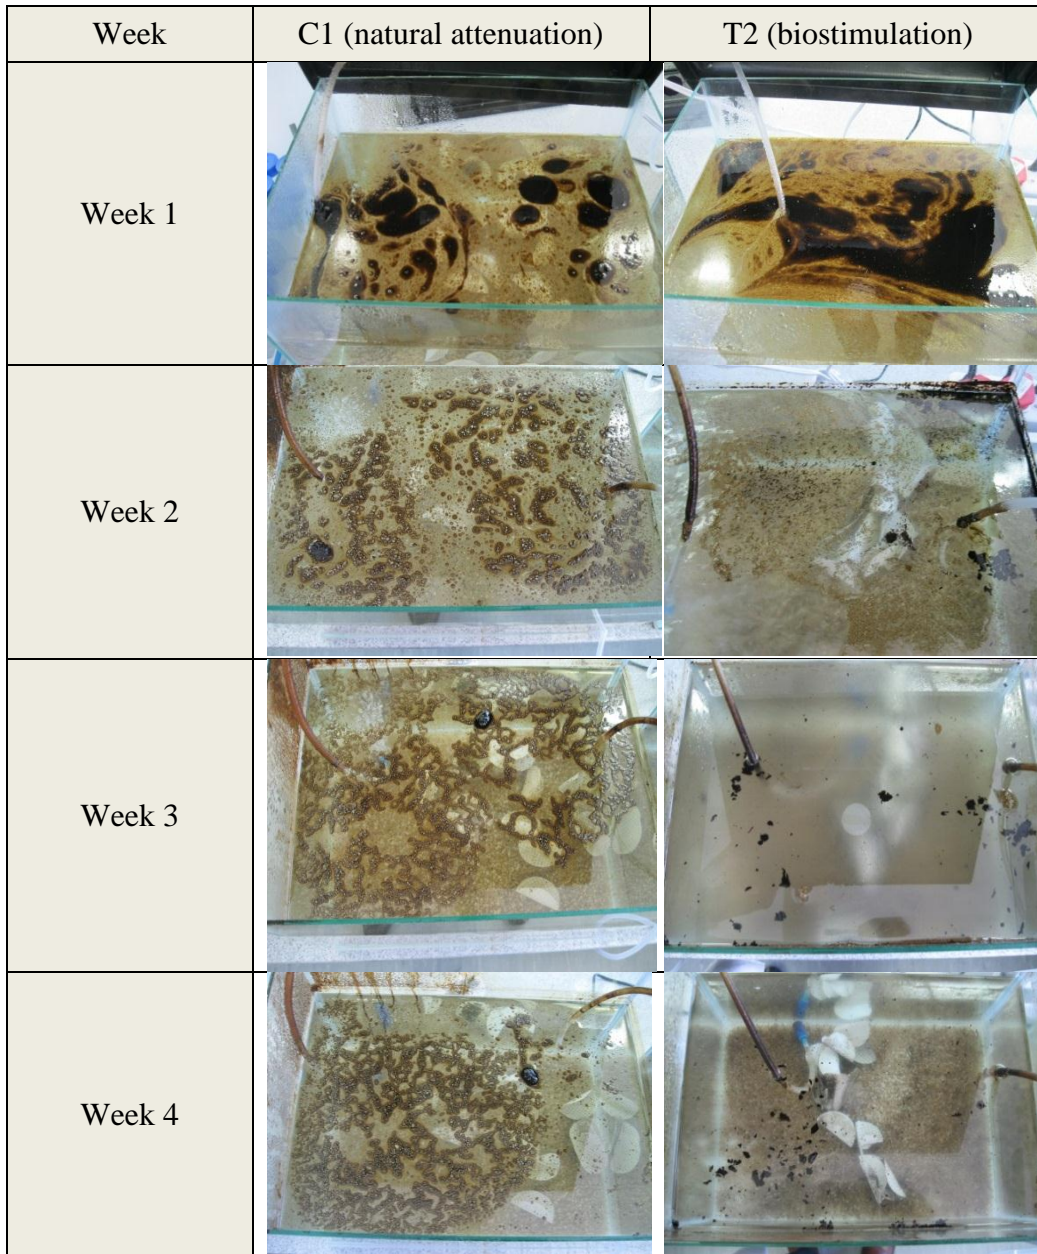 Week
C1 (natural attenuation)
T2 (biostimulation)
Week 1
Week 2
Week 3
Week 4